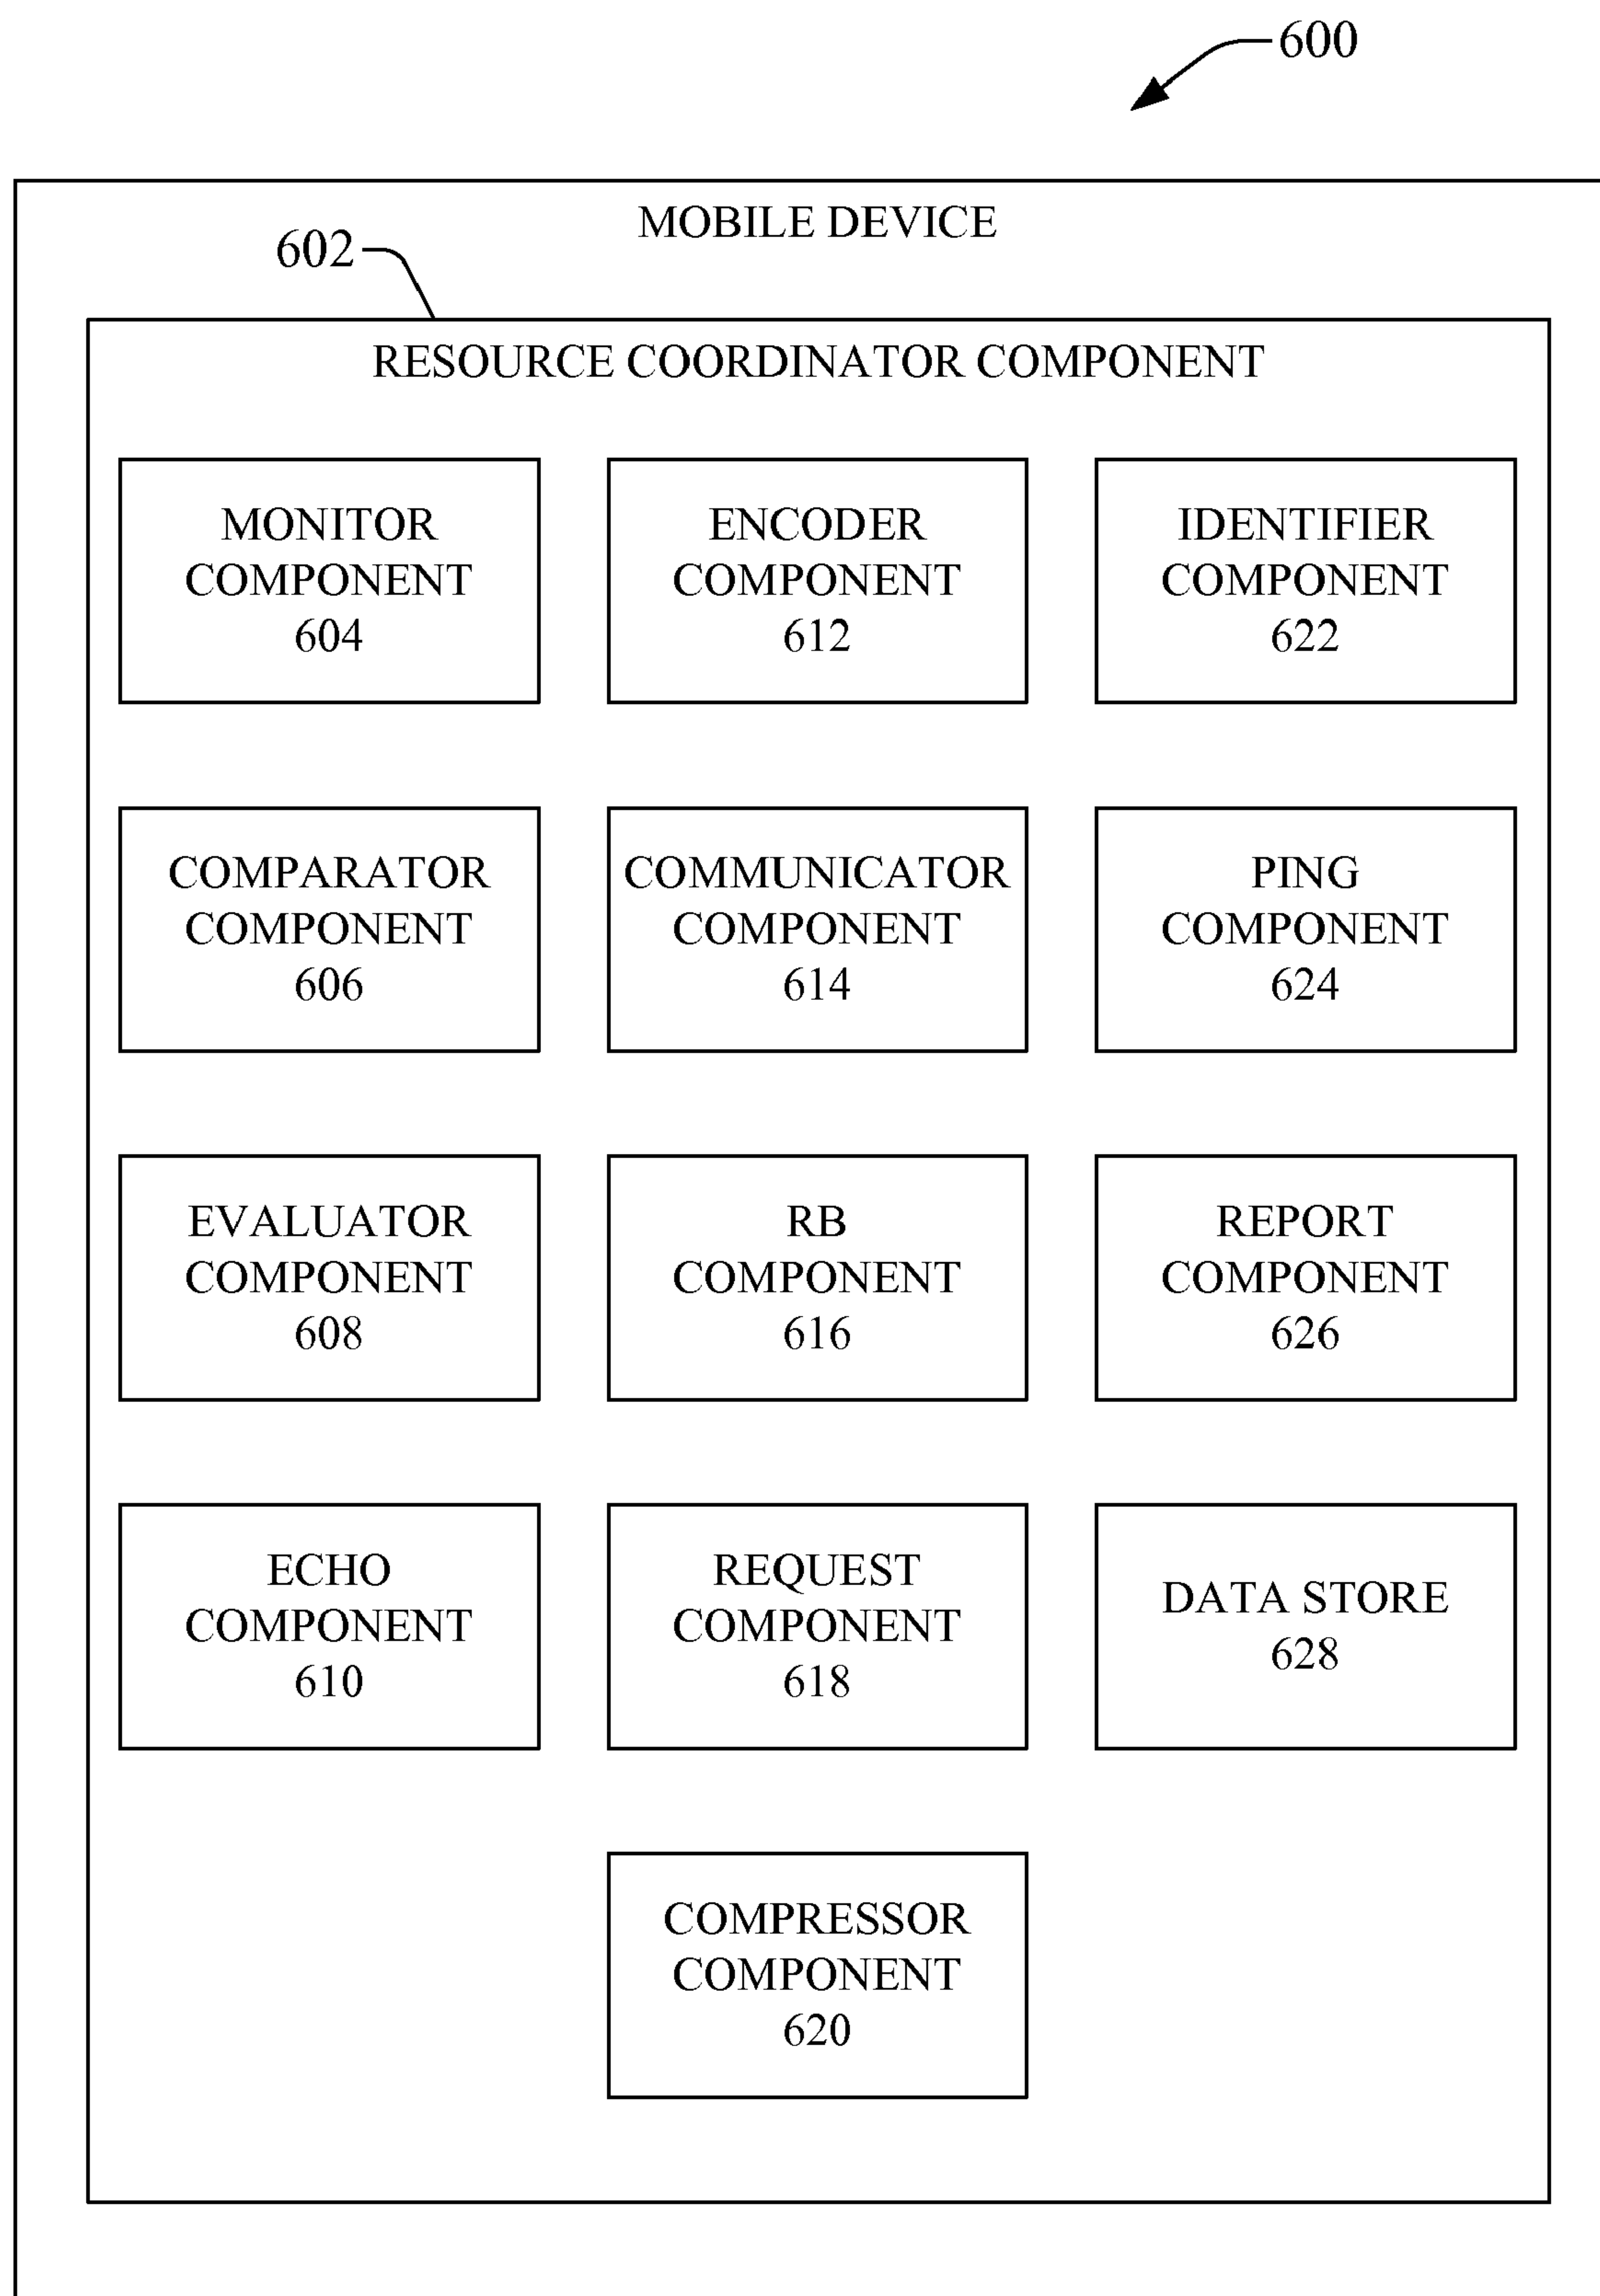 600
MOBILE DEVICE
602
RESOURCE COORDINATOR COMPONENT
MONITOR
COMPONENT
604
ENCODER
COMPONENT
612
IDENTIFIER
COMPONENT
622
COMPARATOR
COMPONENT
606
COMMUNICATOR
COMPONENT
614
PING
COMPONENT
624
EVALUATOR
COMPONENT
608
RB
COMPONENT
616
REPORT
COMPONENT
626
ECHO
COMPONENT
610
REQUEST
COMPONENT
618
DATA STORE
628
COMPRESSOR
COMPONENT
620